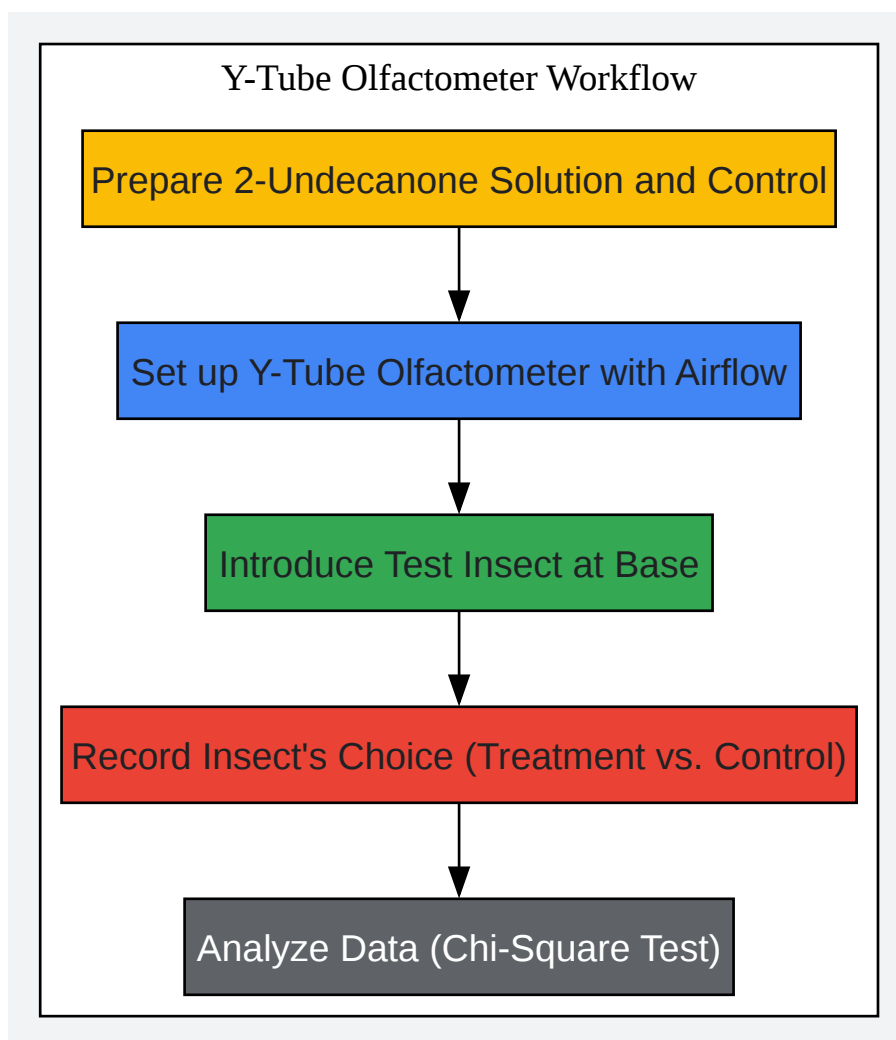 Y-Tube Olfactometer Workflow
Prepare 2-Undecanone Solution and Control
Set up Y-Tube Olfactometer with Airflow
Introduce Test Insect at Base
Record Insect's Choice (Treatment vs. Control)
Analyze Data (Chi-Square Test)